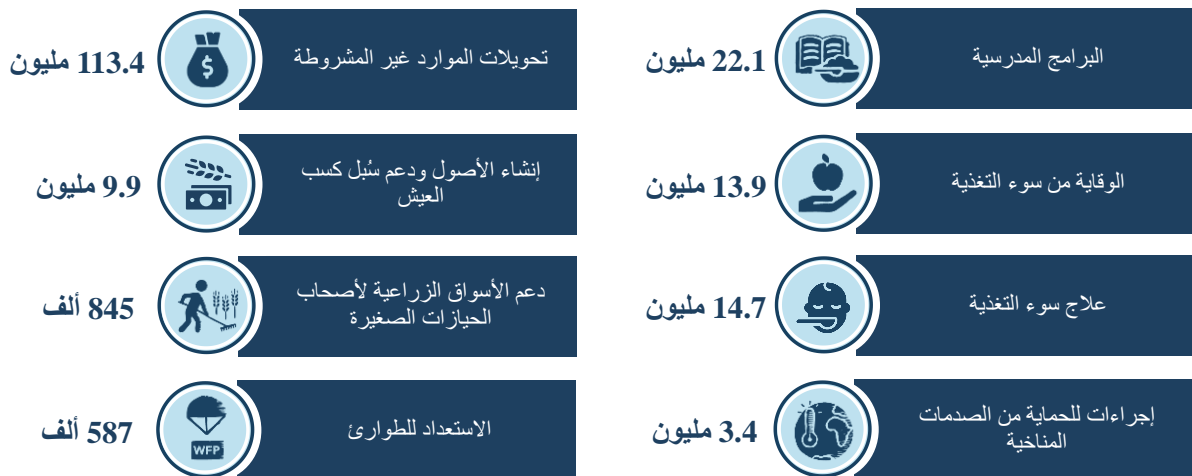 البرامج المدرسية
22.1 مليون
تحويلات الموارد غير المشروطة
$
113.4 مليون
الوقاية من سوء التغذية
13.9 مليون
إنشاء الأصول ودعم سُبل كسب
العيش
9.9 مليون
علاج سوء التغذية
14.7 مليون
دعم الأسواق الزراعية لأصحاب
الحيازات الصغيرة
845 ألف
إجراءات للحماية من الصدمات
المناخية
3.4 مليون
الاستعداد للطوارئ
WFP
587 ألف